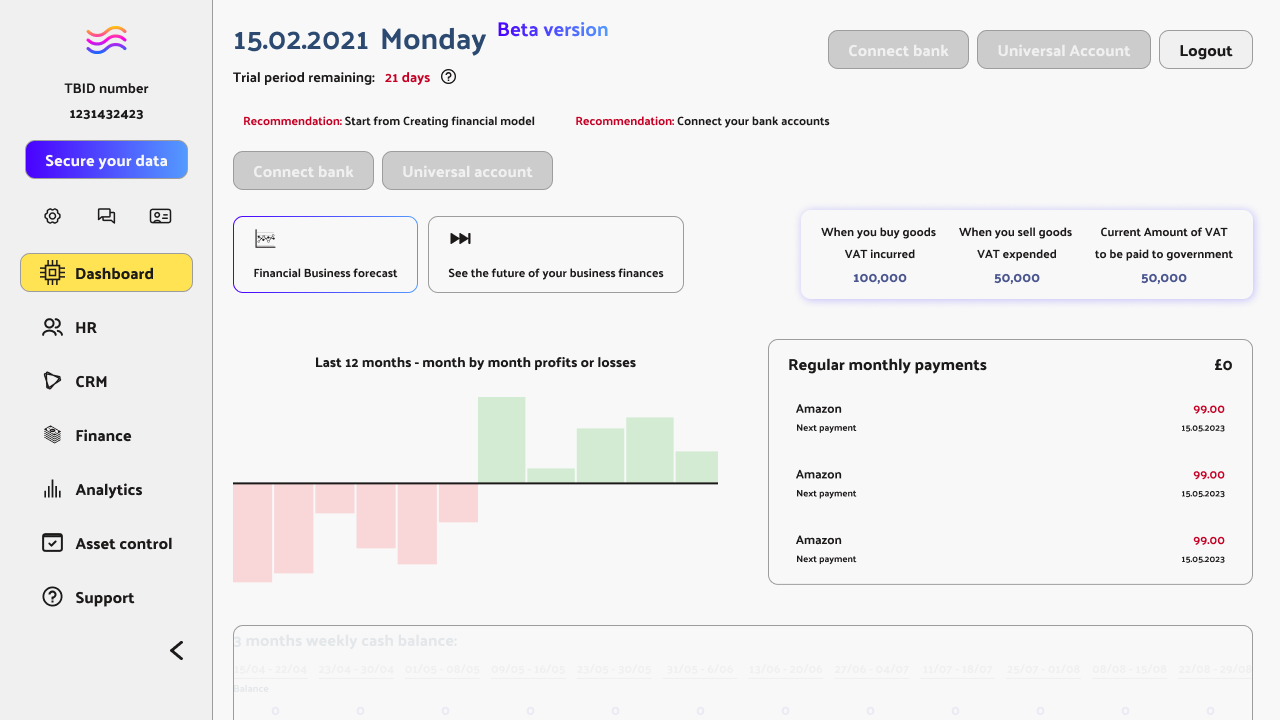 TBID number
1231432423
Secure your data
Dashboard
HR
CRM
Finance
Analytics
Asset control
Support
15.02.2021 Monday Beta version
Trial period remaining: 21 days
Connect bank
Universal Account
Logout
Recommendation: Start from Creating financial model
Recommendation: Connect your bank accounts
Connect bank
Universal account
Financial Business forecast
See the future of your business finances
When you buy goods
VAT incurred
100,000
When you sell goods
VAT expended
50,000
Current Amount of VAT
to be paid to government
50,000
Last 12 months - month by month profits or losses
Regular monthly payments £0
Amazon 99.00
Next payment 15.05.2023
Amazon 99.00
Next payment 15.05.2023
Amazon 99.00
Next payment 15.05.2023
3 months weekly cash balance:
15/04 - 22/04 23/04 - 30/04 01/05 - 08/05 09/05 - 16/05 23/05 - 30/05 31/05 - 6/06 13/06 - 20/06 27/06 - 04/07 11/07 - 18/07 25/07 - 01/08 08/08 - 15/08 22/08 - 29/08
Balance
0 0 0 0 0 0 0 0 0 0 0 0